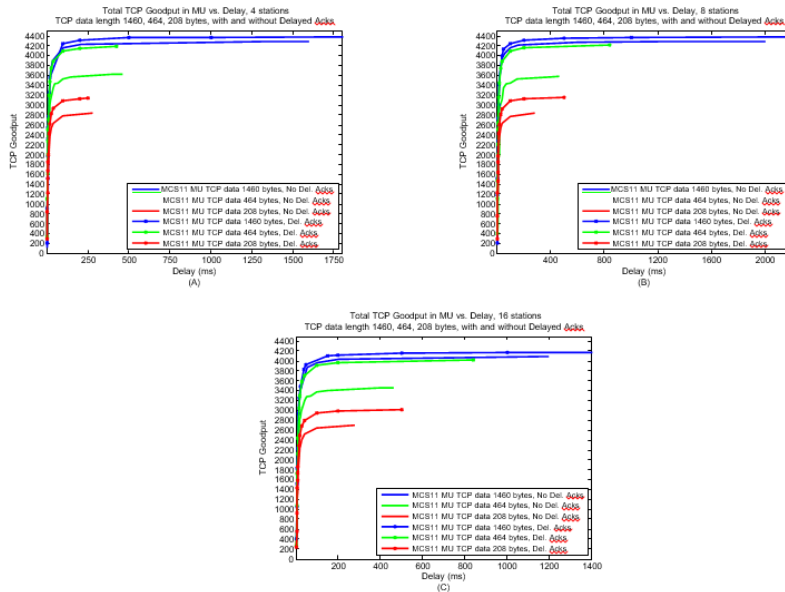 Total TCP Goodput in MU vs. Delay, 4 stations
TCP data length 1460, 464, 208 bytes, with and without Delayed Acks
4400
4200
4000
3800
3600
3400
3200
3000
2800
2600
2400
2200
2000
1800
1600
1400
1200
1000
800
600
400
200
0
TCP Goodput
MCS11 MU TCP data 1460 bytes, No Del. Acks
MCS11 MU TCP data 464 bytes, No Del. Acks
MCS11 MU TCP data 208 bytes, No Del. Acks
MCS11 MU TCP data 1460 bytes, Del. Acks
MCS11 MU TCP data 464 bytes, Del. Acks
MCS11 MU TCP data 208 bytes, Del. Acks
250 500 750 1000 1250 1500 1750
Delay (ms)
(A)
Total TCP Goodput in MU vs. Delay, 8 stations
TCP data length 1460, 464, 208 bytes, with and without Delayed Acks
4400
4200
4000
3800
3600
3400
3200
3000
2800
2600
2400
2200
2000
1800
1600
1400
1200
1000
800
600
400
200
0
TCP Goodput
MCS11 MU TCP data 1460 bytes, No Del. Acks
MCS11 MU TCP data 464 bytes, No Del. Acks
MCS11 MU TCP data 208 bytes, No Del. Acks
MCS11 MU TCP data 1460 bytes, Del. Acks
MCS11 MU TCP data 464 bytes, Del. Acks
MCS11 MU TCP data 208 bytes, Del. Acks
400 800 1200 1600 2000
Delay (ms)
(B)
Total TCP Goodput in MU vs. Delay, 16 stations
TCP data length 1460, 464, 208 bytes, with and without Delayed Acks
4400
4200
4000
3800
3600
3400
3200
3000
2800
2600
2400
2200
2000
1800
1600
1400
1200
1000
800
600
400
200
0
TCP Goodput
MCS11 MU TCP data 1460 bytes, No Del. Acks
MCS11 MU TCP data 464 bytes, No Del. Acks
MCS11 MU TCP data 208 bytes, No Del. Acks
MCS11 MU TCP data 1460 bytes, Del. Acks
MCS11 MU TCP data 464 bytes, Del. Acks
MCS11 MU TCP data 208 bytes, Del. Acks
200 400 600 800 1000 1200 1400
Delay (ms)
(C)